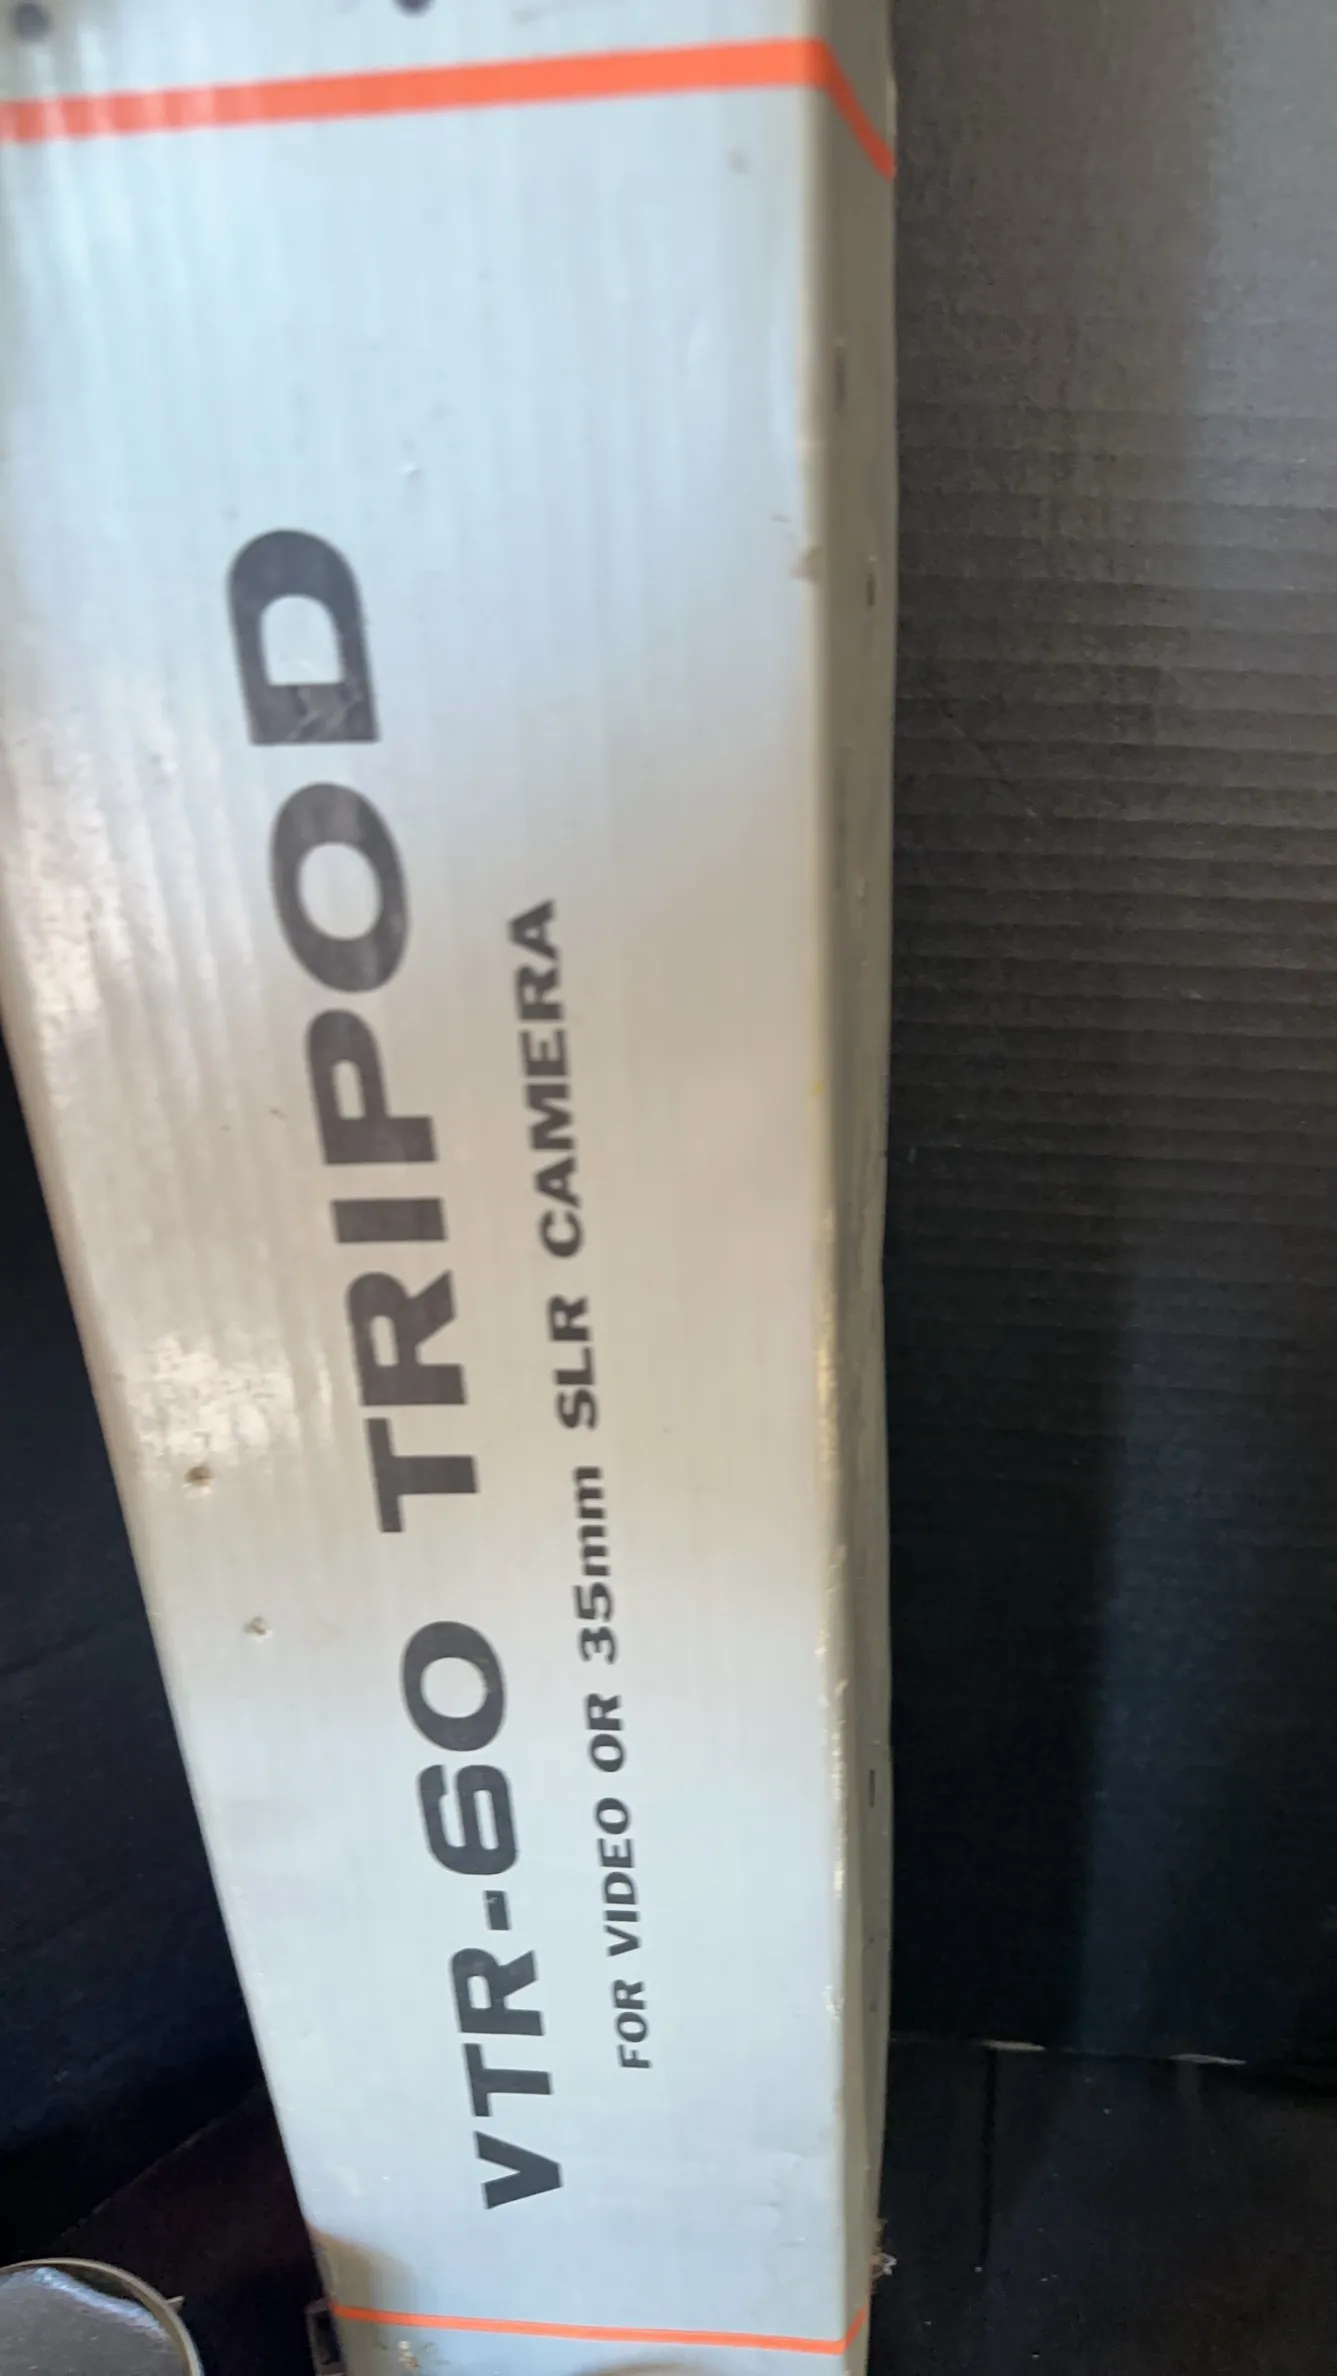 VTR-60 TRIPOD
FOR VIDEO OR 35mm SLR CAMERA